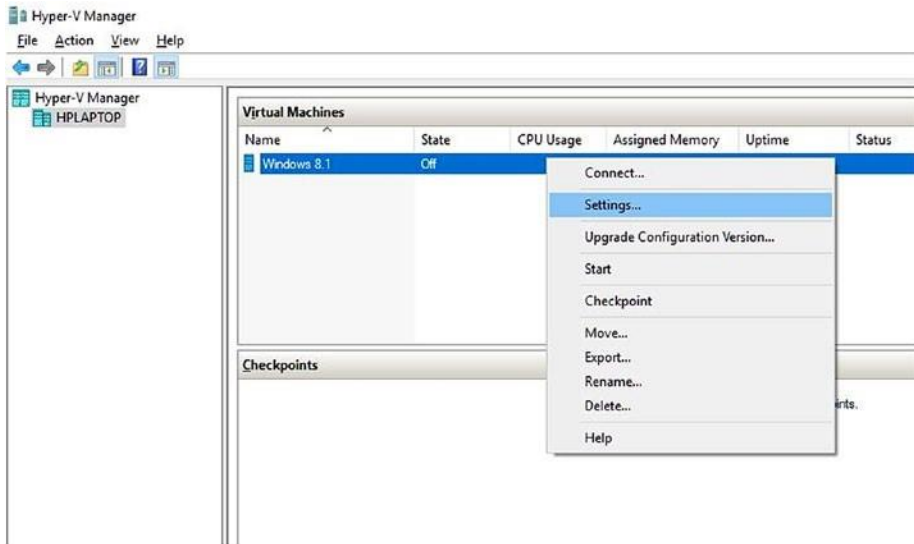 Hyper-V Manager
File Action View Help
Hyper-V Manager
HPLAPTOP
Virtual Machines
Name State CPU Usage Assigned Memory Uptime Status
Windows 8.1 Off
Connect...
Settings...
Upgrade Configuration Version...
Start
Checkpoint
Move...
Export...
Rename...
Delete...
Help
Checkpoints